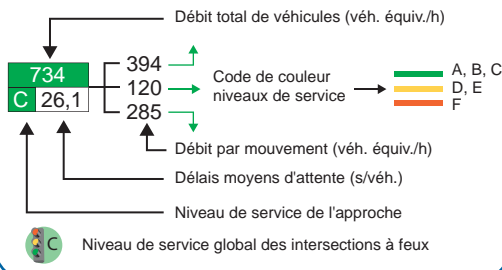 Débit total de véhicules (véh. équiv./h)
734
C 26,1
394
120
285
Code de couleur
niveaux de service
A, B, C
D, E
F
Débit par mouvement (véh. équiv./h)
Délais moyens d'attente (s/véh.)
Niveau de service de l'approche
C Niveau de service global des intersections à feux